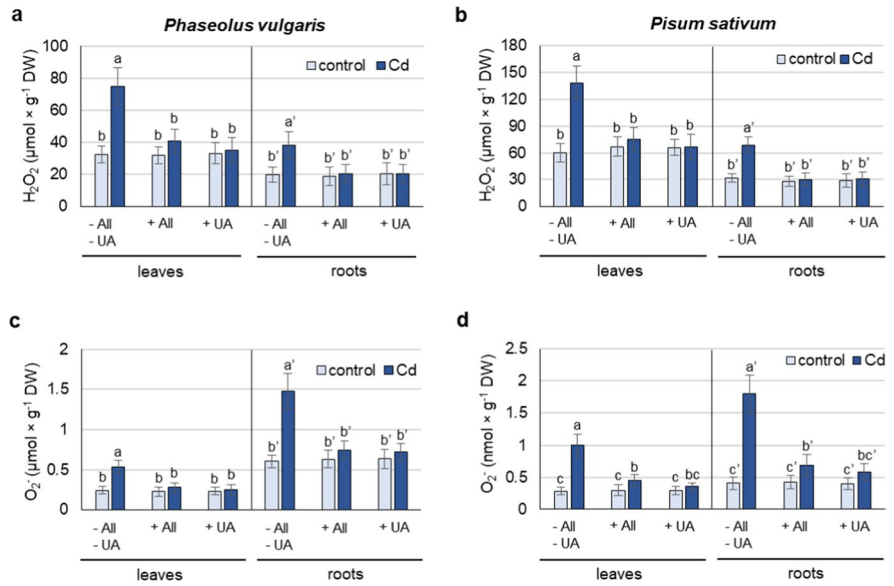 a
Phaseolus vulgaris
H₂O₂ (μmol × g⁻¹ DW)
100
80
60
40
20
0
control Cd
b a b b b b b' a' b' b' b' b'
- All + All + UA - All + All + UA
- UA - UA
leaves roots
b
Pisum sativum
H₂O₂ (μmol × g⁻¹ DW)
180
150
120
90
60
30
0
control Cd
b a b b b b b' a' b' b' b' b'
- All + All + UA - All + All + UA
- UA - UA
leaves roots
c
O₂⁻ (μmol × g⁻¹ DW)
2
1.5
1
0.5
0
control Cd
b a b b b b b' a' b' b' b' b'
- All + All + UA - All + All + UA
- UA - UA
leaves roots
d
O₂⁻ (nmol × g⁻¹ DW)
2.5
2
1.5
1
0.5
0
control Cd
c a c b c bc c' a' c' b' c' bc'
- All + All + UA - All + All + UA
- UA - UA
leaves roots